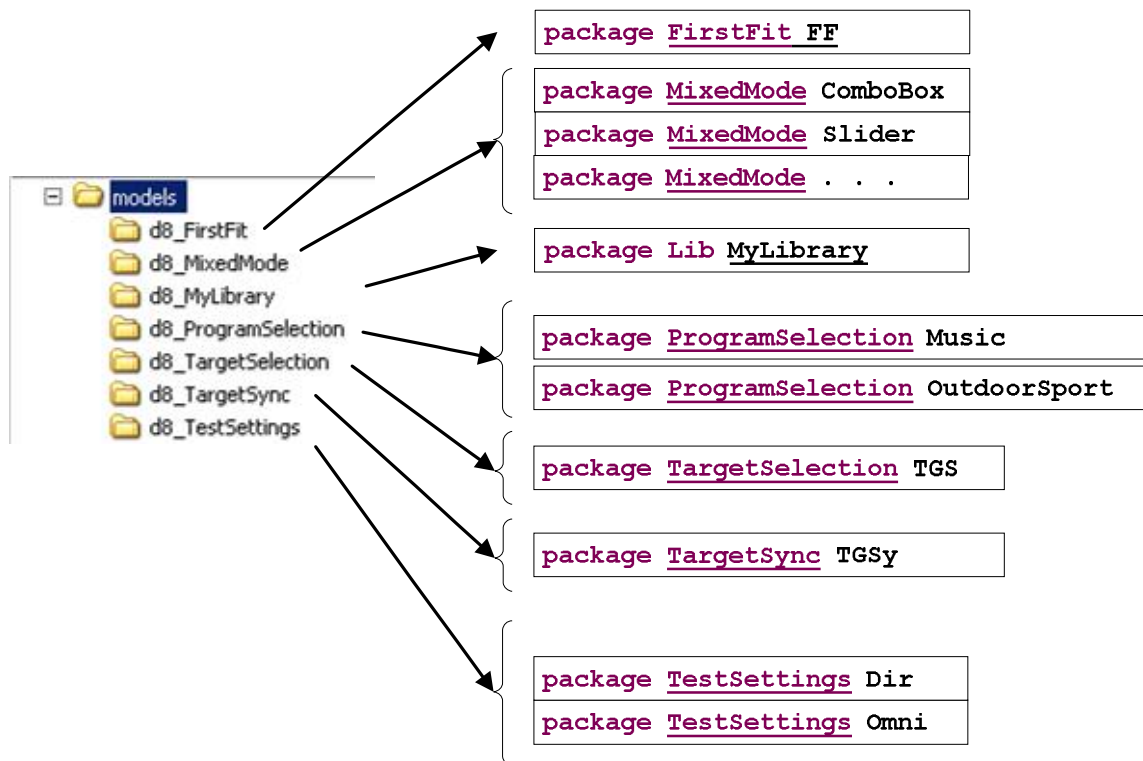 models
d8_FirstFit
d8_MixedMode
d8_MyLibrary
d8_ProgramSelection
d8_TargetSelection
d8_TargetSync
d8_TestSettings
package FirstFit FF
package MixedMode ComboBox
package MixedMode Slider
package MixedMode . . .
package Lib MyLibrary
package ProgramSelection Music
package ProgramSelection OutdoorSport
package TargetSelection TGS
package TargetSync TGSy
package TestSettings Dir
package TestSettings Omni